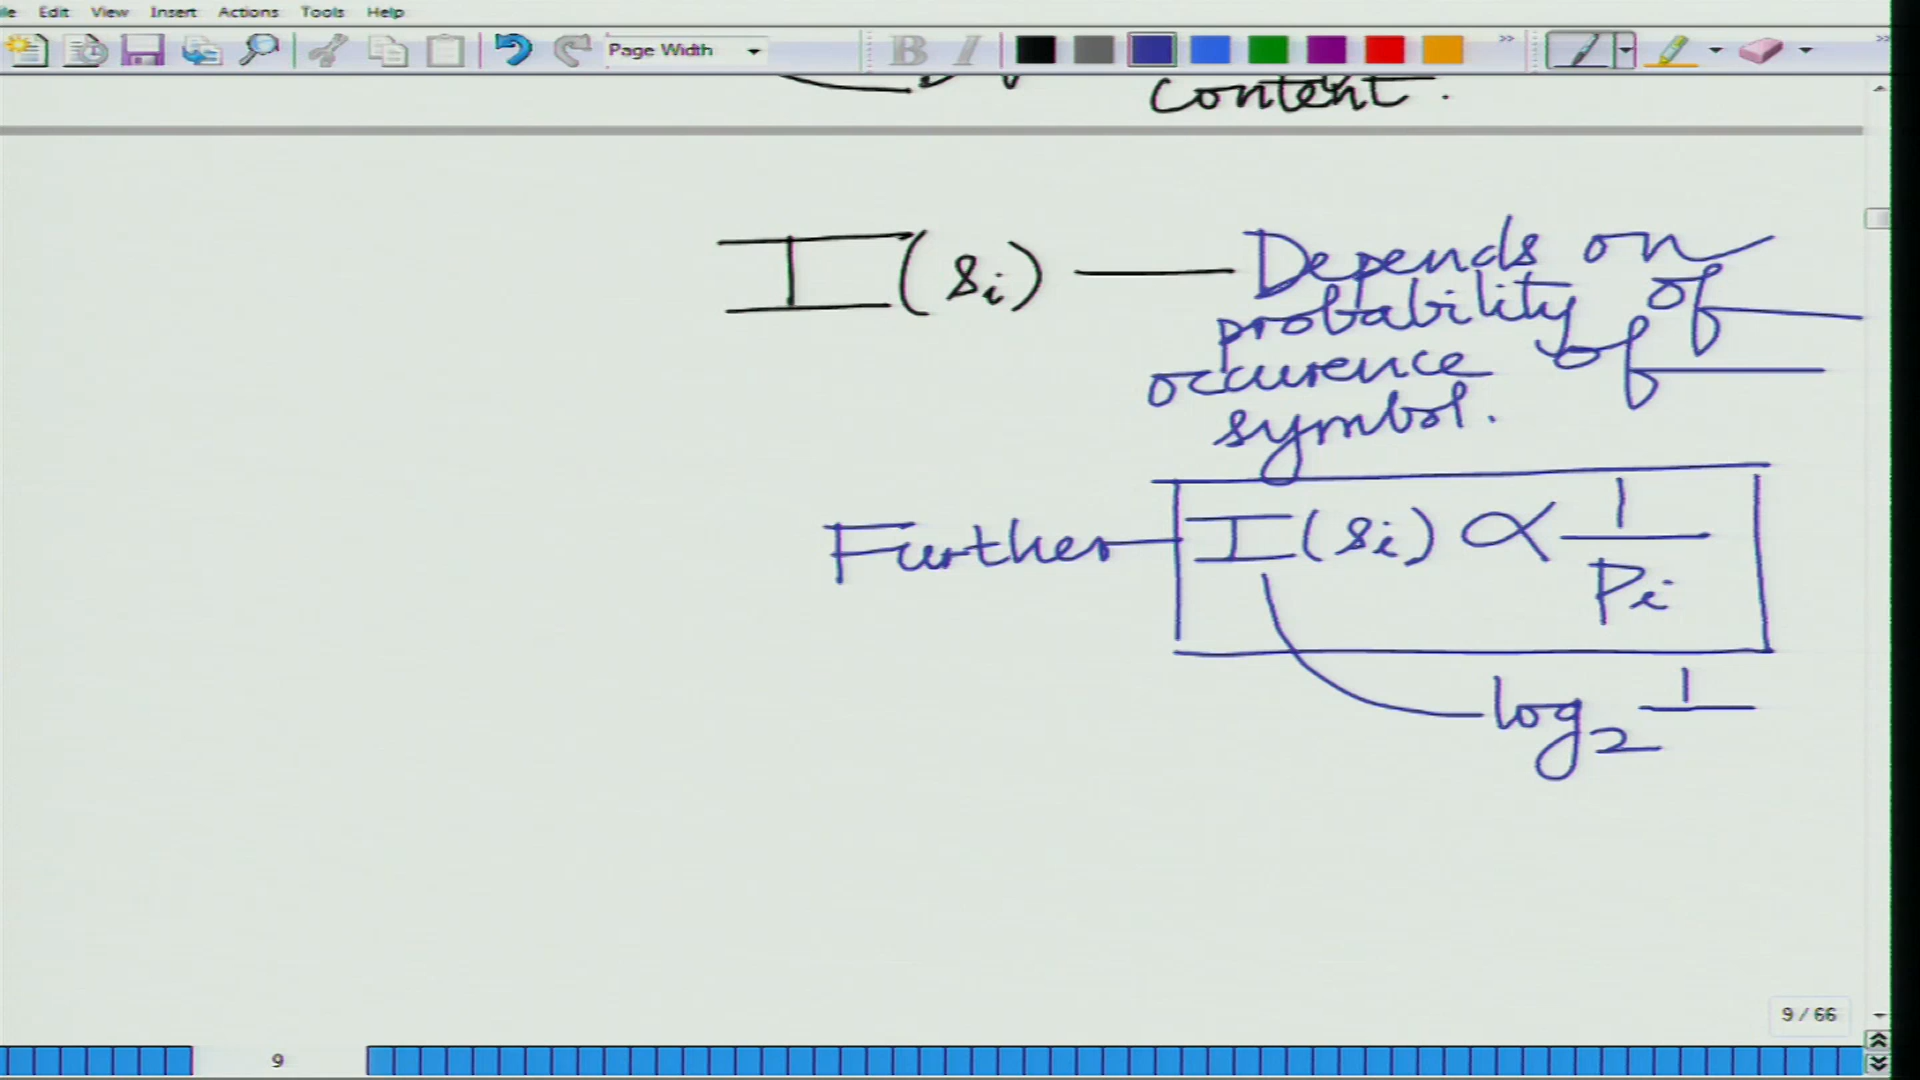 Edit View Insert Actions Tools Help
Page Width
B I
content.
I(si) — Depends on
probability of
occurence of
symbol.
Further I(si) ∝ 1/Pi
log2 1
9 / 66
9